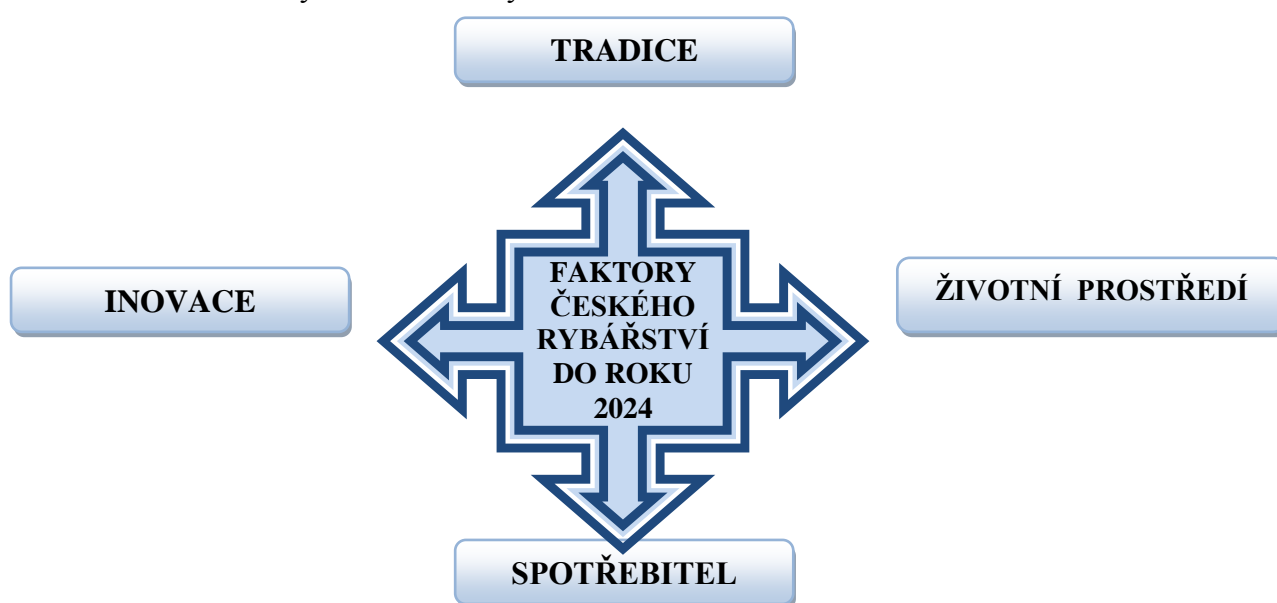 TRADICE
INOVACE
FAKTORY
ČESKÉHO
RYBÁŘSTVÍ
DO ROKU
2024
ŽIVOTNÍ PROSTŘEDÍ
SPOTŘEBITEL